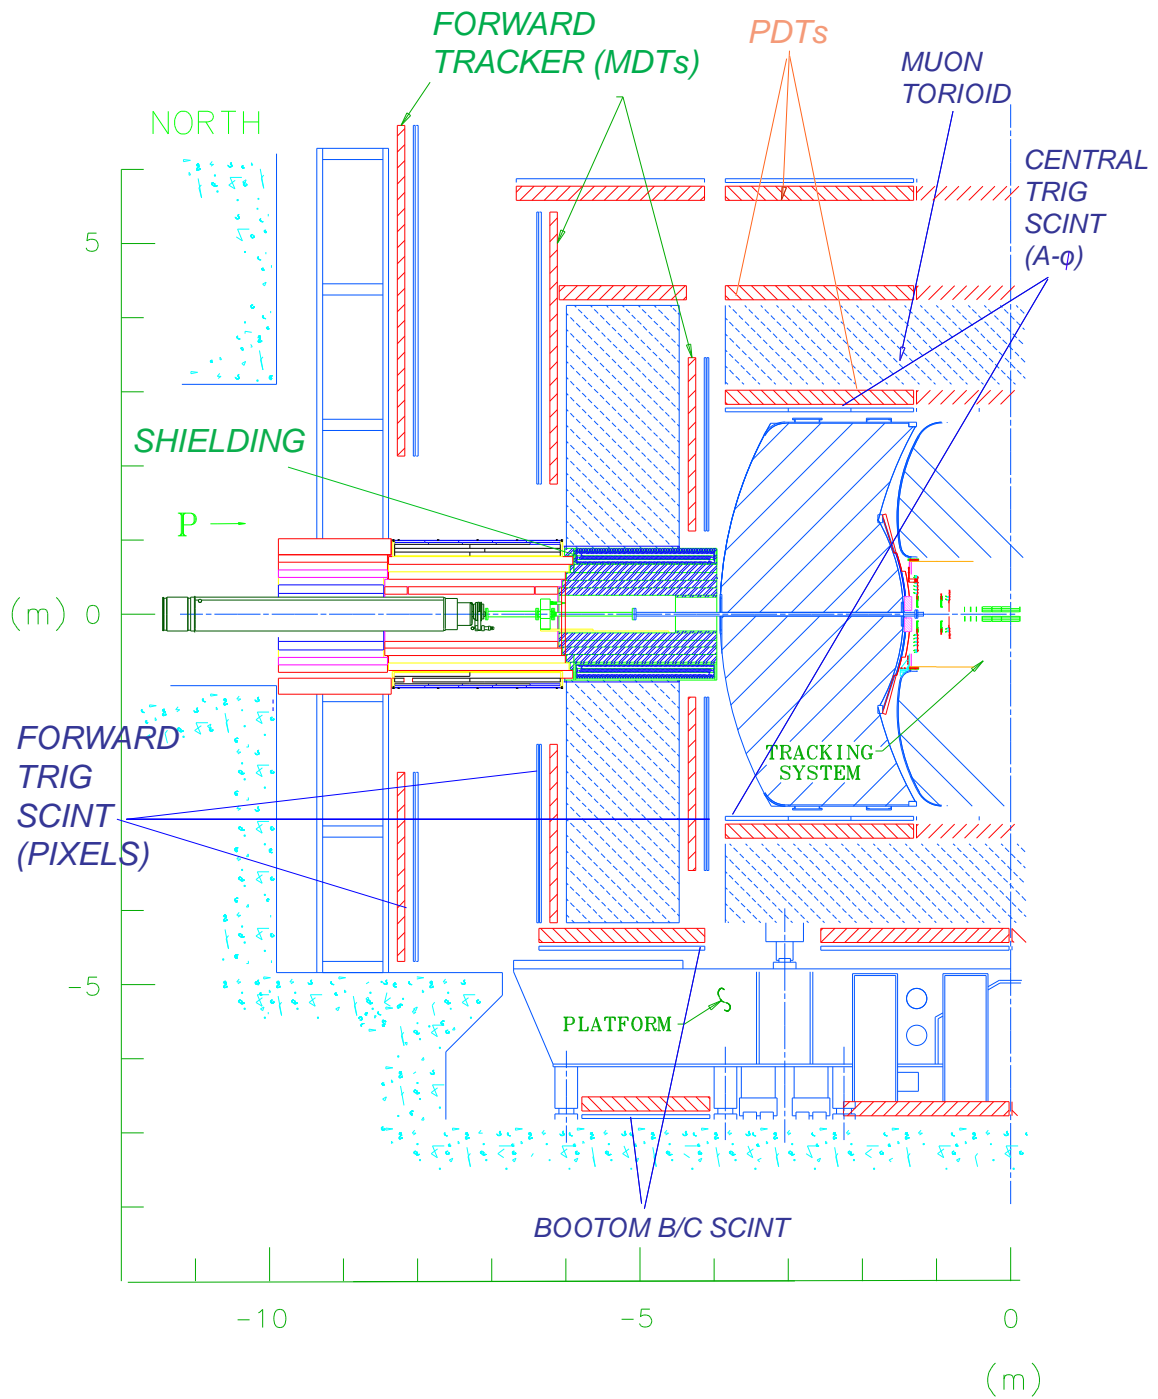 FORWARD
TRACKER (MDTs)
PDTs
MUON
TORIOID
NORTH
CENTRAL
TRIG
SCINT
(A-φ)
5
SHIELDING
P
(m) 0
FORWARD
TRIG
SCINT
(PIXELS)
TRACKING
SYSTEM
-5
PLATFORM
BOOTOM B/C SCINT
-10
-5
0
(m)